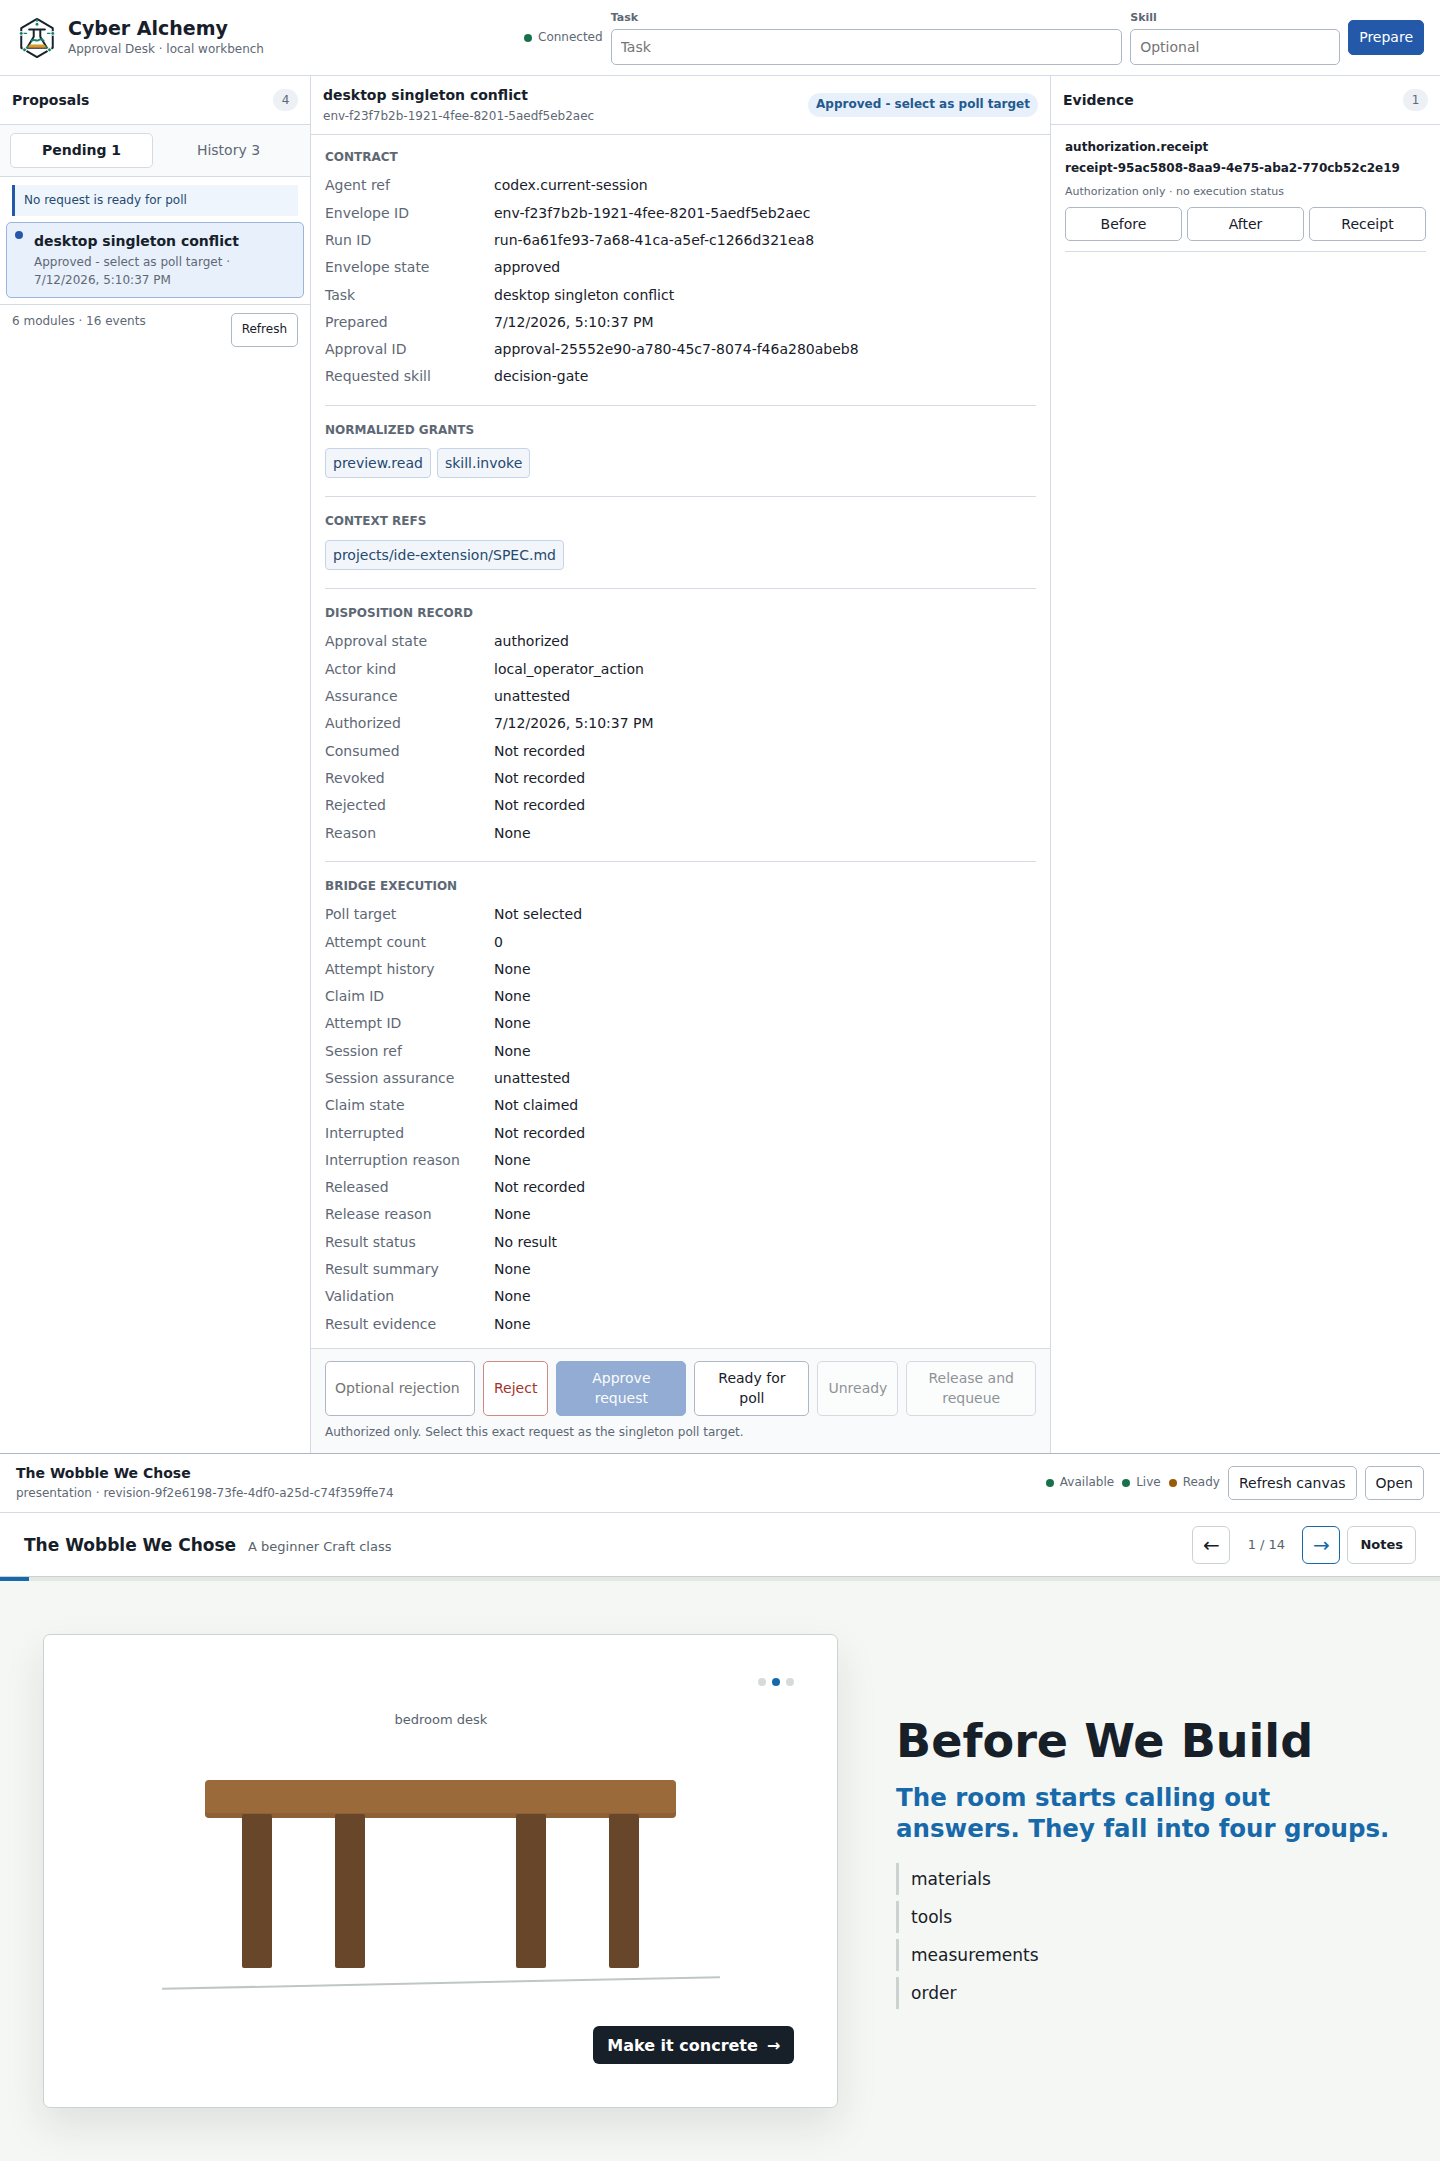 Cyber Alchemy
Approval Desk · local workbench
Connected
Task
Task
Skill
Optional
Prepare
Proposals
4
Pending 1
History 3
No request is ready for poll
desktop singleton conflict
Approved - select as poll target ·
7/12/2026, 5:10:37 PM
6 modules · 16 events
Refresh
desktop singleton conflict
env-f23f7b2b-1921-4fee-8201-5aedf5eb2aec
Approved - select as poll target
CONTRACT
Agent ref codex.current-session
Envelope ID env-f23f7b2b-1921-4fee-8201-5aedf5eb2aec
Run ID run-6a61fe93-7a68-41ca-a5ef-c1266d321ea8
Envelope state approved
Task desktop singleton conflict
Prepared 7/12/2026, 5:10:37 PM
Approval ID approval-25552e90-a780-45c7-8074-f46a280abeb8
Requested skill decision-gate
NORMALIZED GRANTS
preview.read skill.invoke
CONTEXT REFS
projects/ide-extension/SPEC.md
DISPOSITION RECORD
Approval state authorized
Actor kind local_operator_action
Assurance unattested
Authorized 7/12/2026, 5:10:37 PM
Consumed Not recorded
Revoked Not recorded
Rejected Not recorded
Reason None
BRIDGE EXECUTION
Poll target Not selected
Attempt count 0
Attempt history None
Claim ID None
Attempt ID None
Session ref None
Session assurance unattested
Claim state Not claimed
Interrupted Not recorded
Interruption reason None
Released Not recorded
Release reason None
Result status No result
Result summary None
Validation None
Result evidence None
Optional rejection
Reject
Approve
request
Ready for
poll
Unready
Release and
requeue
Authorized only. Select this exact request as the singleton poll target.
Evidence
1
authorization.receipt
receipt-95ac5808-8aa9-4e75-aba2-770cb52c2e19
Authorization only · no execution status
Before
After
Receipt
The Wobble We Chose
presentation · revision-9f2e6198-73fe-4df0-a25d-c74f359ffe74
Available
Live
Ready
Refresh canvas
Open
The Wobble We Chose A beginner Craft class
← 1 / 14 → Notes
bedroom desk
Make it concrete →
Before We Build
The room starts calling out
answers. They fall into four groups.
materials
tools
measurements
order